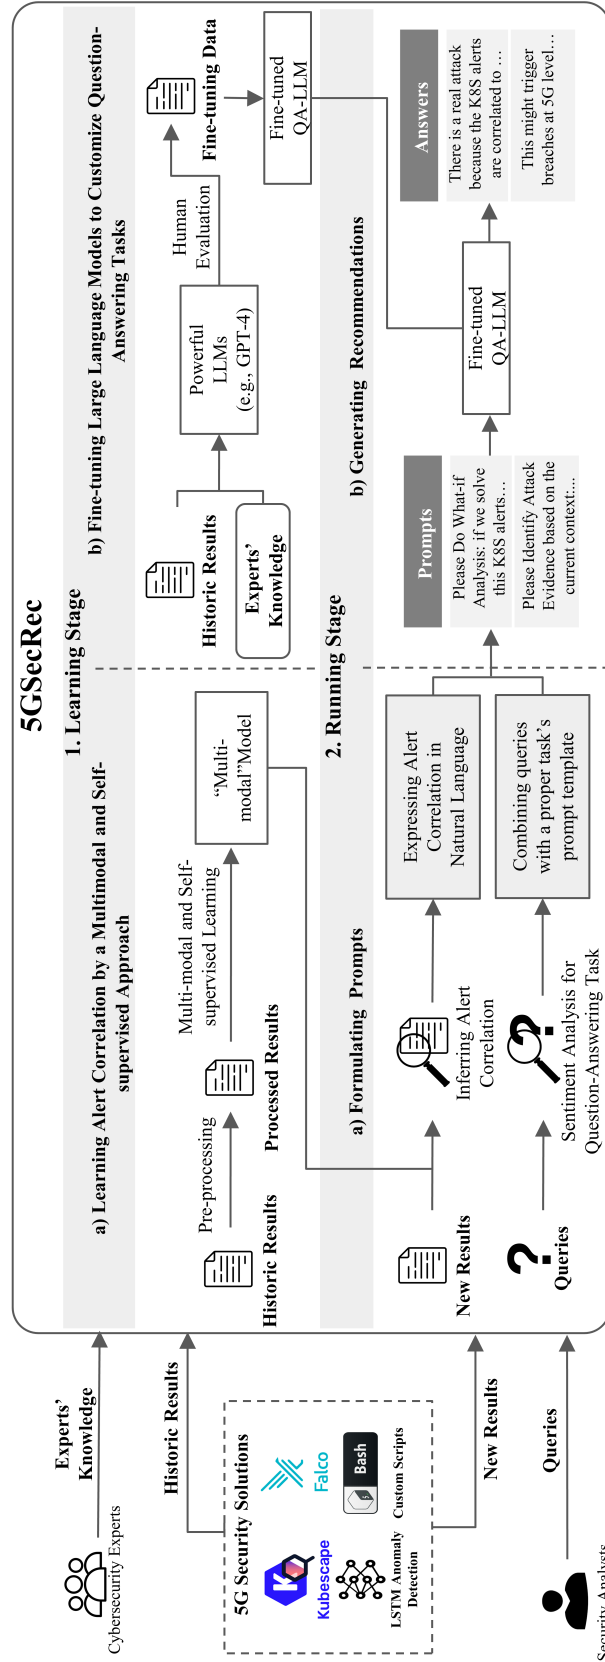 5GSecRec
Cybersecurity Experts
Experts'
Knowledge
Historic Results
5G Security Solutions
Kubescape
Falco
LSTM Anomaly
Detection
Bash
Custom Scripts
New Results
Queries
Security Analysts
1. Learning Stage
a) Learning Alert Correlation by a Multimodal and Self-
supervised Approach
Historic Results
Pre-processing
Processed Results
Multi-modal and Self-
supervised Learning
“Multi-
modal”Model
b) Fine-tuning Large Language Models to Customize Question-
Answering Tasks
Historic Results
Experts'
Knowledge
Powerful
LLMs
(e.g., GPT-4)
Human
Evaluation
Fine-tuning Data
Fine-tuned
QA-LLM
2. Running Stage
a) Formulating Prompts
New Results
Inferring Alert
Correlation
Expressing Alert
Correlation in
Natural Language
Queries
Sentiment Analysis for
Question-Answering Task
Combining queries
with a proper task's
prompt template
b) Generating Recommendations
Prompts
Please Do What-if
Analysis: if we solve
this K8S alerts…
Please Identify Attack
Evidence based on the
current context:…
Fine-tuned
QA-LLM
Answers
There is a real attack
because the K8S alerts
are correlated to …
This might trigger
breaches at 5G level…